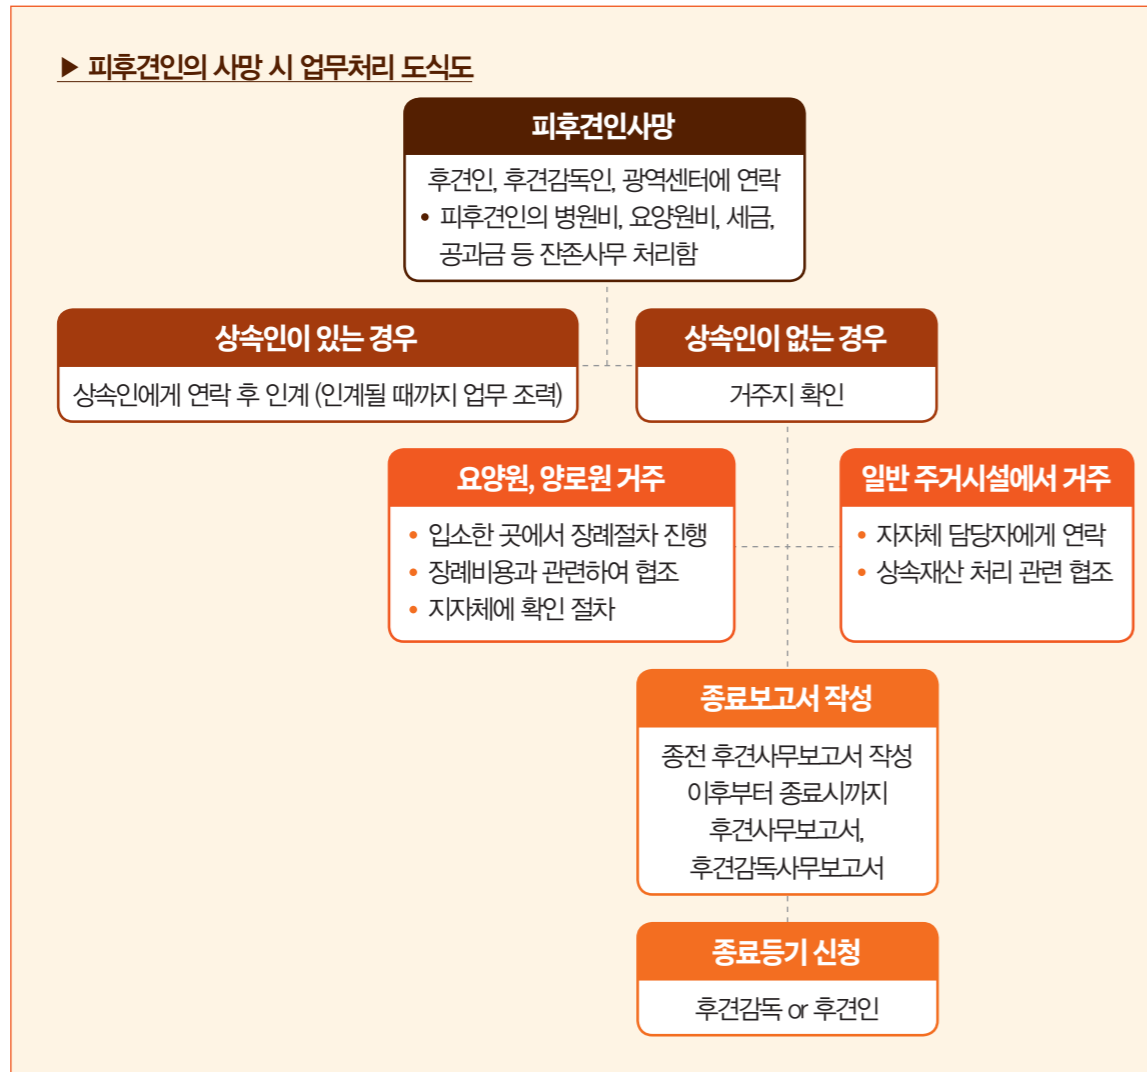 ▶ 피후견인의 사망 시 업무처리 도식도
피후견인사망
후견인, 후견감독인, 광역센터에 연락
• 피후견인의 병원비, 요양원비, 세금,
공과금 등 잔존사무 처리함
상속인이 있는 경우
상속인에게 연락 후 인계 (인계될 때까지 업무 조력)
상속인이 없는 경우
거주지 확인
요양원, 양로원 거주
• 입소한 곳에서 장례절차 진행
• 장례비용과 관련하여 협조
• 지자체에 확인 절차
일반 주거시설에서 거주
• 자자체 담당자에게 연락
• 상속재산 처리 관련 협조
종료보고서 작성
종전 후견사무보고서 작성
이후부터 종료시까지
후견사무보고서,
후견감독사무보고서
종료등기 신청
후견감독 or 후견인